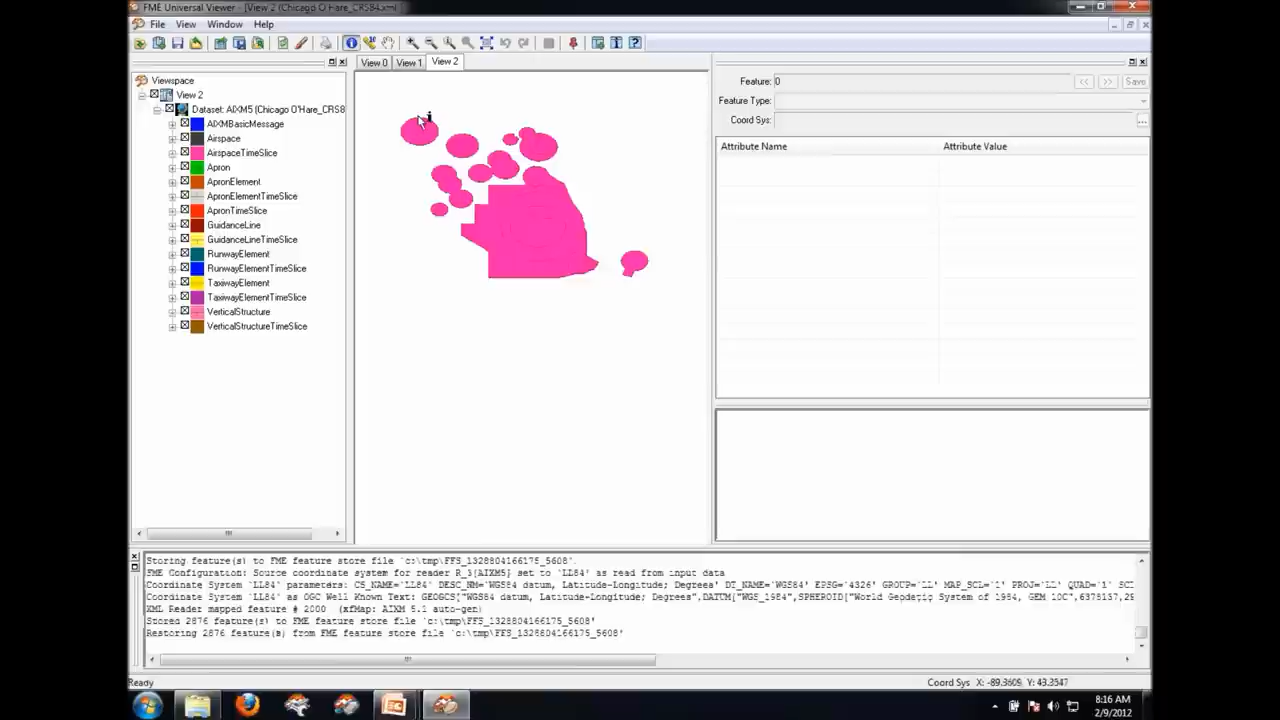 FME Universal Viewer - [View 2 (Chicago O'Hare_CRS84.xml)]
File View Window Help
View 0 View 1 View 2
Viewspace
View 2
Dataset: AIXM5 (Chicago O'Hare_CRS8
AIXMBasicMessage
Airspace
AirspaceTimeSlice
Apron
ApronElement
ApronElementTimeSlice
ApronTimeSlice
GuidanceLine
GuidanceLineTimeSlice
RunwayElement
RunwayElementTimeSlice
TaxiwayElement
TaxiwayElementTimeSlice
VerticalStructure
VerticalStructureTimeSlice
Feature: 0 << >> Save
Feature Type:
Coord Sys: ...
Attribute Name Attribute Value
Storing feature(s) to FME feature store file `c:\tmp\FFS_1328804166175_5608'.
FME Configuration: Source coordinate system for reader R_3[AIXM5] set to `LL84' as read from input data
Coordinate System `LL84' parameters: CS_NAME=`LL84' DESC_NM=`WGS84 datum, Latitude-Longitude; Degrees' DT_NAME=`WGS84' EPSG=`4326' GROUP=`LL' MAP_SCL=`1' PROJ=`LL' QUAD=`1' SCL
Coordinate System `LL84' as OGC Well Known Text: GEOGCS["WGS84 datum, Latitude-Longitude; Degrees",DATUM["WGS_1984",SPHEROID["World Geodetic System of 1984, GEM 10C",6378137,29
XML Reader mapped feature # 2000 (xfMap: AIXM 5.1 auto-gen)
Stored 2876 feature(s) to FME feature store file `c:\tmp\FFS_1328804166175_5608'
Restoring 2876 feature(s) from FME feature store file `c:\tmp\FFS_1328804166175_5608'
Ready Coord Sys X: -89.3609, Y: 43.3547
8:16 AM
2/9/2012